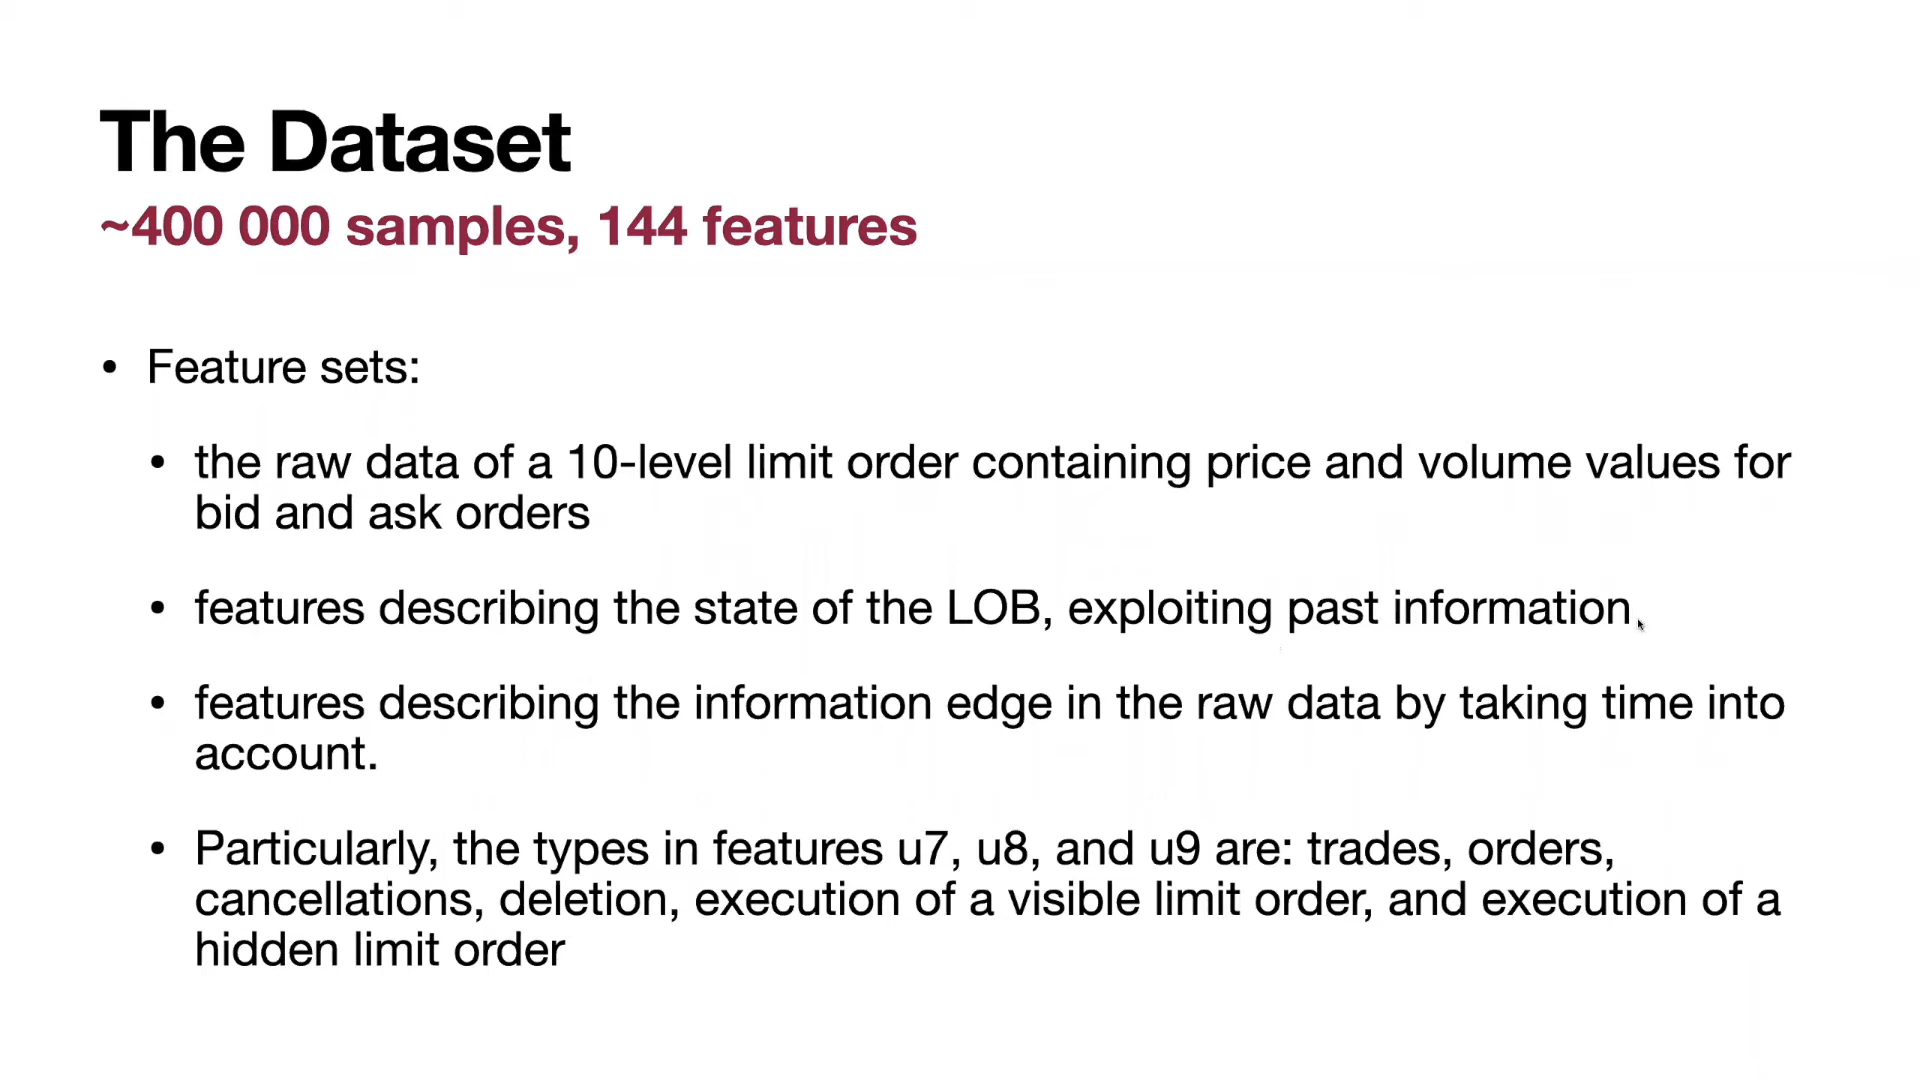 The Dataset
~400 000 samples, 144 features
• Feature sets:
• the raw data of a 10-level limit order containing price and volume values for
bid and ask orders
• features describing the state of the LOB, exploiting past information.
• features describing the information edge in the raw data by taking time into
account.
• Particularly, the types in features u7, u8, and u9 are: trades, orders,
cancellations, deletion, execution of a visible limit order, and execution of a
hidden limit order